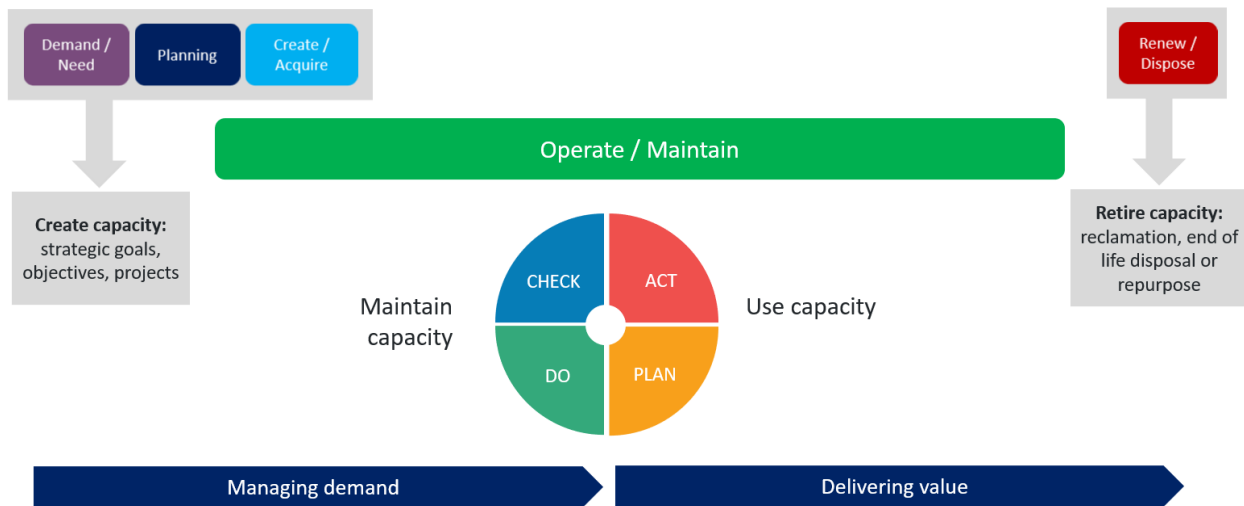 Demand /
Need
Planning
Create /
Acquire
Renew /
Dispose
Operate / Maintain
Create capacity:
strategic goals,
objectives, projects
Retire capacity:
reclamation, end of
life disposal or
repurpose
CHECK
ACT
Maintain
capacity
Use capacity
DO
PLAN
Managing demand
Delivering value